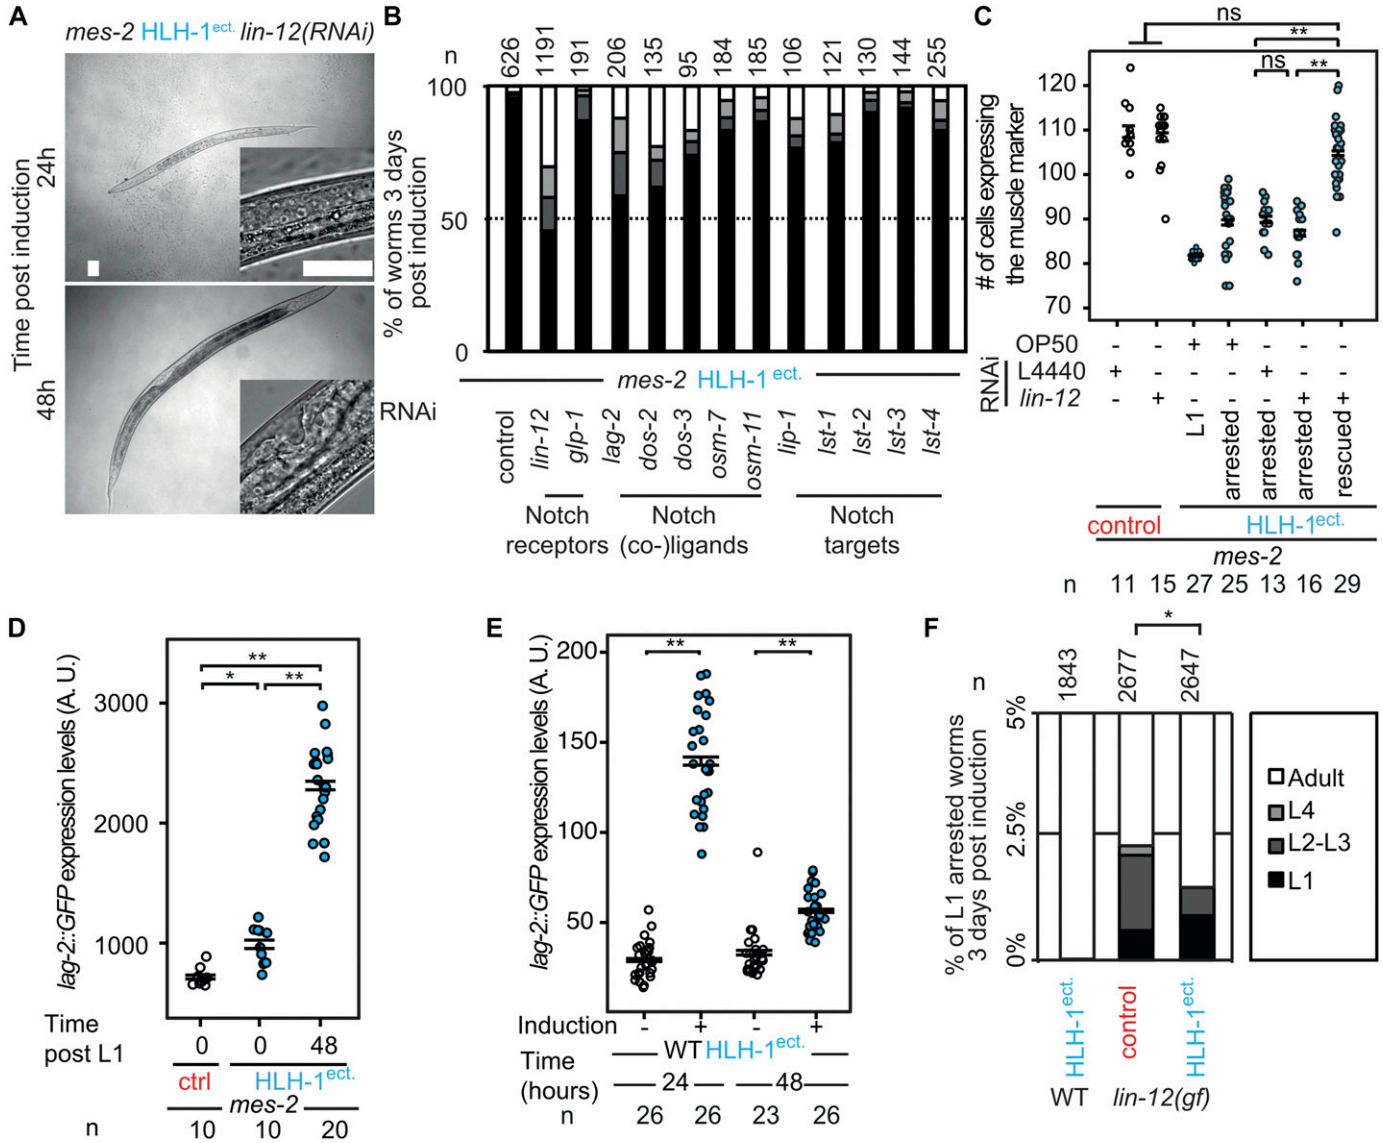 A
mes-2 HLH-1ect. lin-12(RNAi)
Time post induction
24h
48h
B
n
626
1191
191
206
135
95
184
185
106
121
130
144
255
% of worms 3 days
post induction
100
50
0
mes-2 HLH-1ect.
RNAi
control
lin-12
glp-1
lag-2
dos-2
dos-3
osm-7
osm-11
lip-1
lst-1
lst-2
lst-3
lst-4
Notch
receptors
Notch
(co-)ligands
Notch
targets
C
ns
**
ns
**
# of cells expressing
the muscle marker
120
110
100
90
80
70
OP50 - - + + - - -
RNAi
L4440 + - - - + - -
lin-12 - + - - - + +
L1
arrested
arrested
arrested
rescued
control
HLH-1ect.
mes-2
n 11 15 27 25 13 16 29
D
lag-2::GFP expression levels (A. U.)
**
* **
3000
2000
1000
Time
post L1
0 0 48
ctrl HLH-1ect.
mes-2
n 10 10 20
E
lag-2::GFP expression levels (A. U.)
** **
200
150
100
50
Induction - + - +
WT HLH-1ect.
Time
(hours)
24 48
n 26 26 23 26
F
*
n
1843
2677
2647
% of L1 arrested worms
3 days post induction
5%
2.5%
0%
HLH-1ect.
control
HLH-1ect.
WT lin-12(gf)
Adult
L4
L2-L3
L1